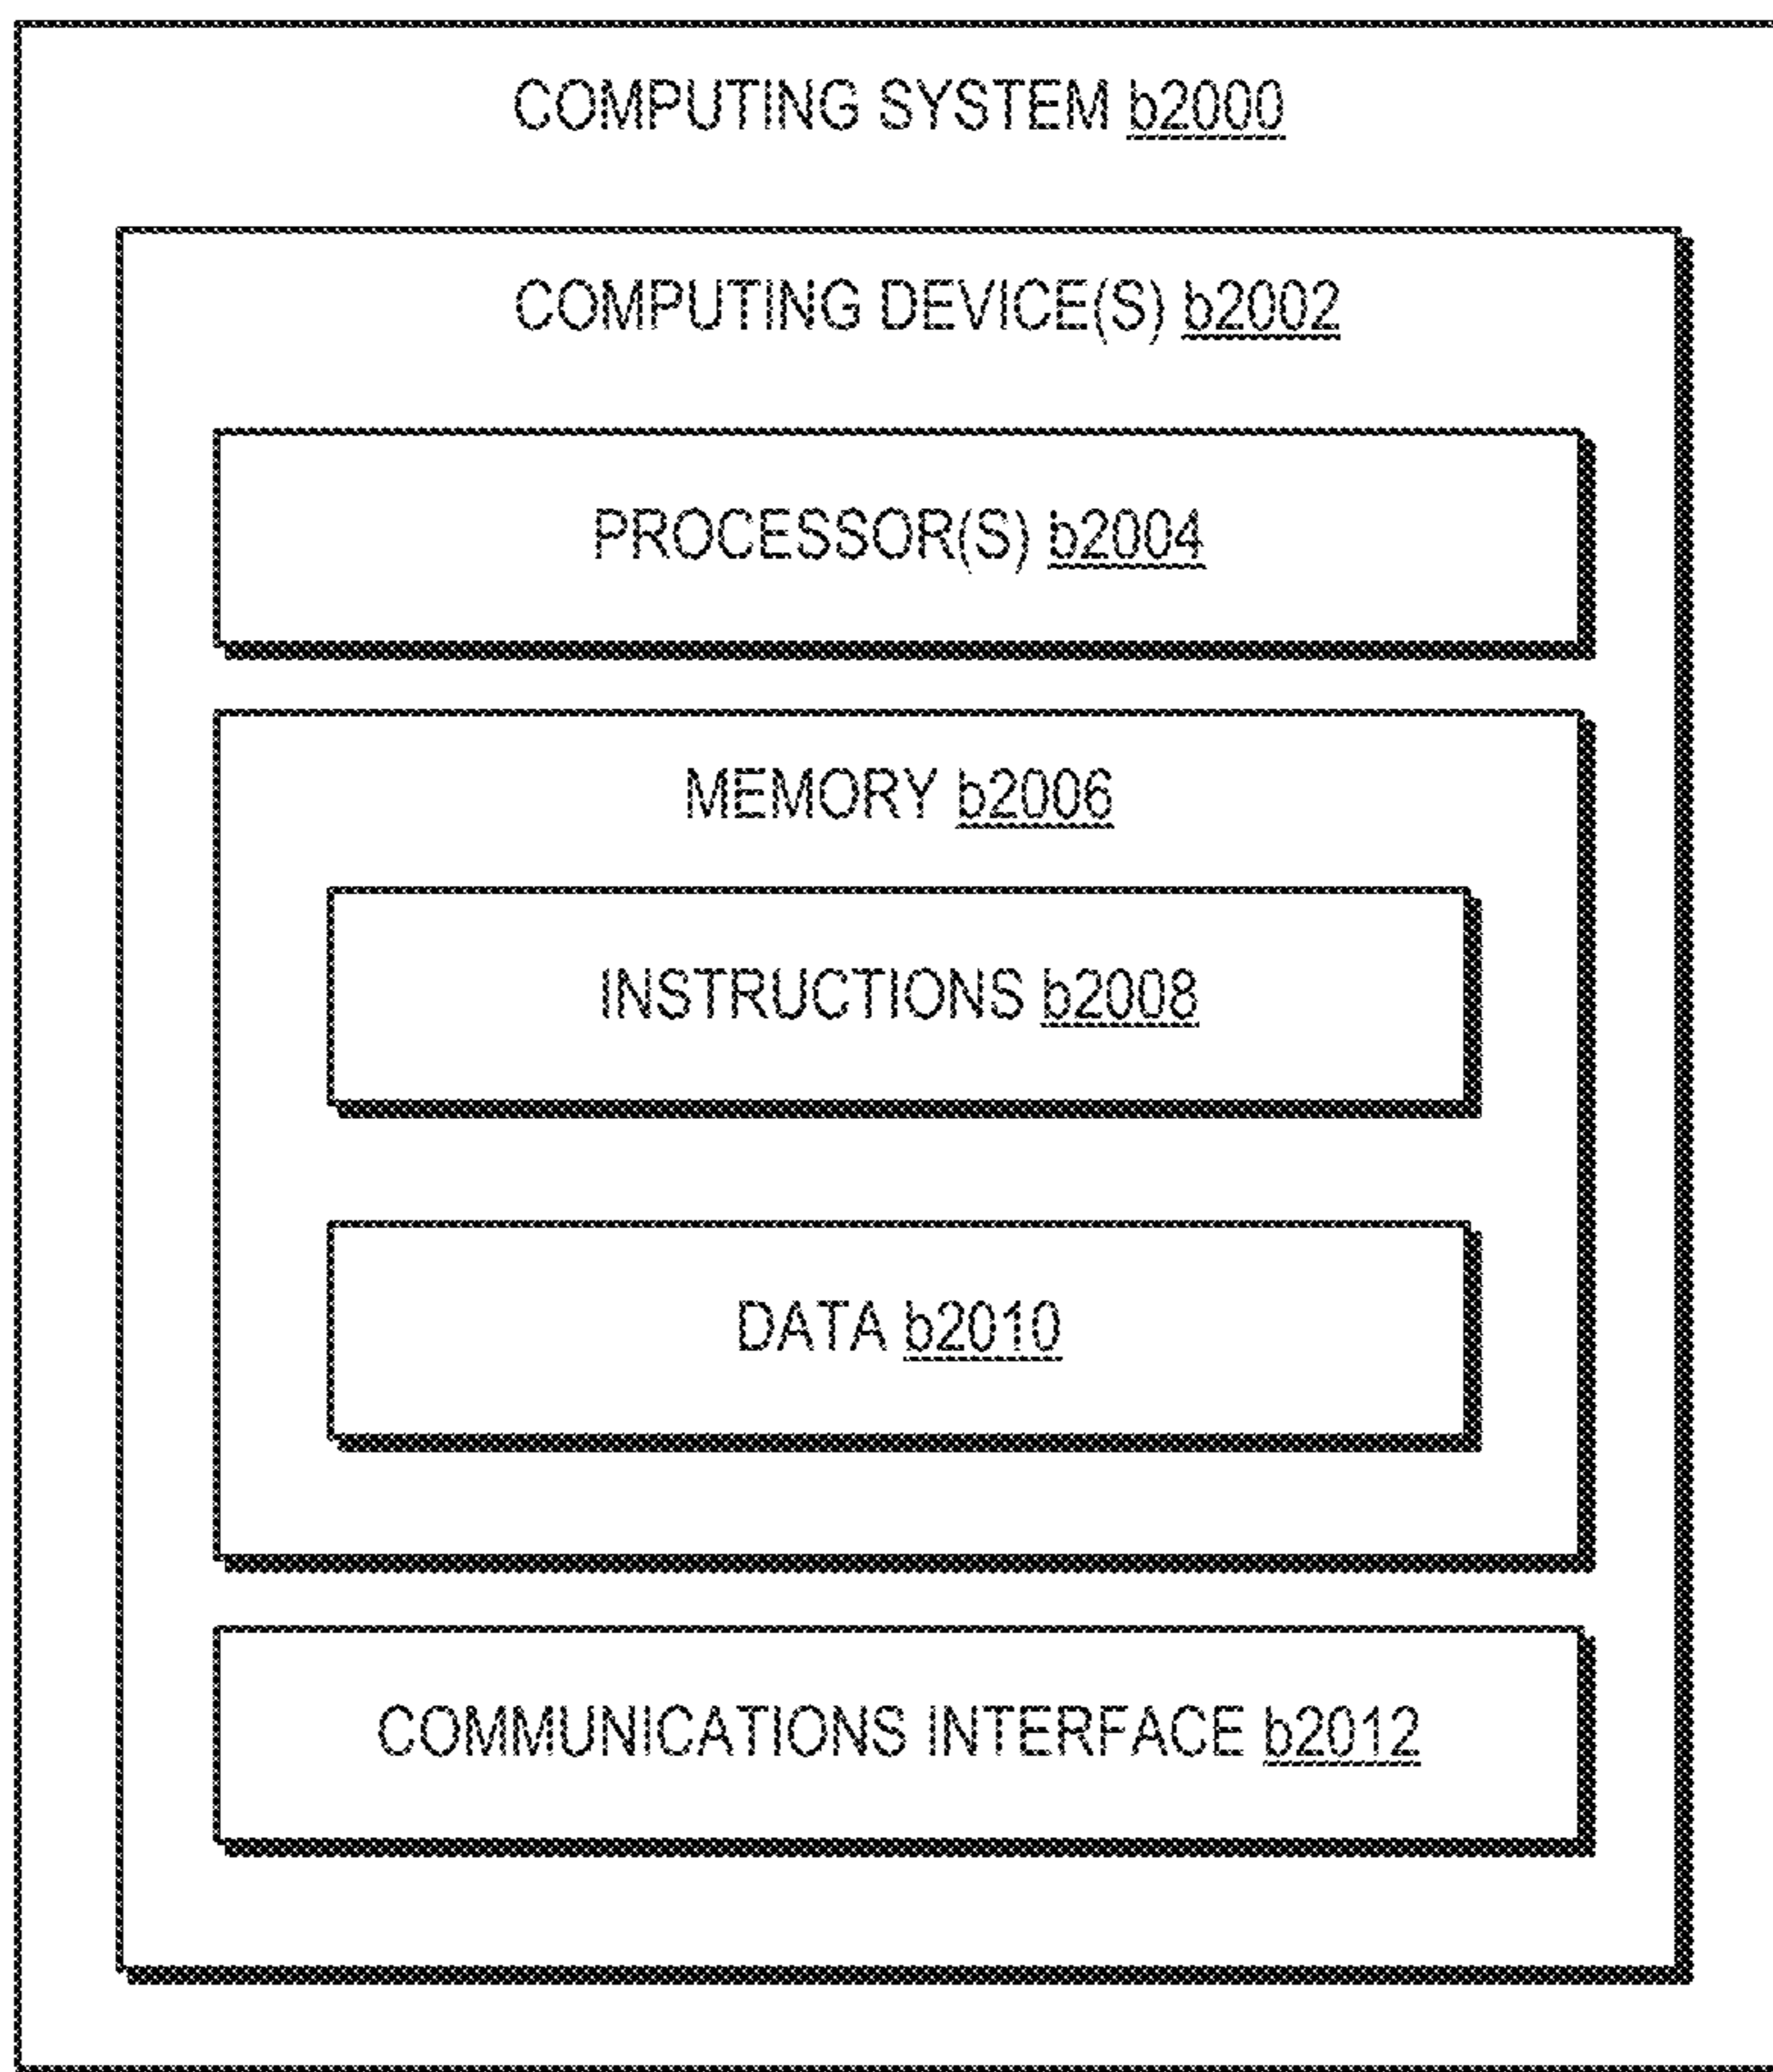 COMPUTING SYSTEM b2000
COMPUTING DEVICE(S) b2002
PROCESSOR(S) b2004
MEMORY b2006
INSTRUCTIONS b2008
DATA b2010
COMMUNICATIONS INTERFACE b2012